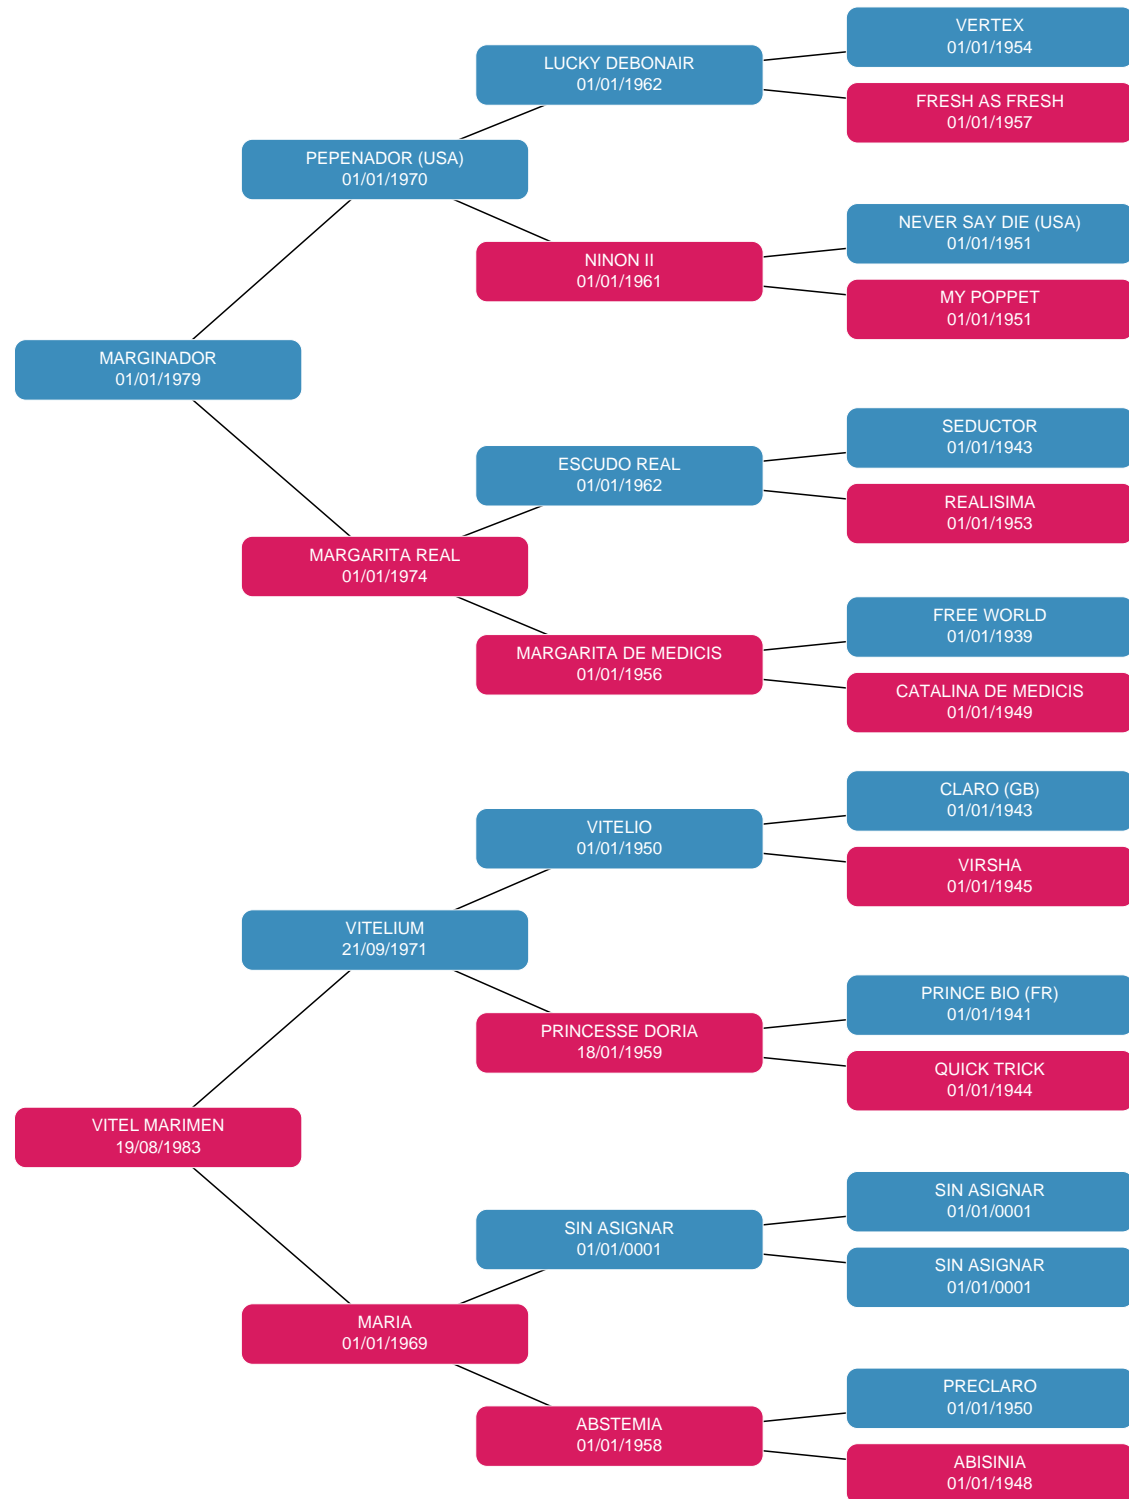 VERTEX
01/01/1954
LUCKY DEBONAIR
01/01/1962
FRESH AS FRESH
01/01/1957
PEPENADOR (USA)
01/01/1970
NEVER SAY DIE (USA)
01/01/1951
NINON II
01/01/1961
MY POPPET
01/01/1951
MARGINADOR
01/01/1979
SEDUCTOR
01/01/1943
ESCUDO REAL
01/01/1962
REALISIMA
01/01/1953
MARGARITA REAL
01/01/1974
FREE WORLD
01/01/1939
MARGARITA DE MEDICIS
01/01/1956
CATALINA DE MEDICIS
01/01/1949
CLARO (GB)
01/01/1943
VITELIO
01/01/1950
VIRSHA
01/01/1945
VITELIUM
21/09/1971
PRINCE BIO (FR)
01/01/1941
PRINCESSE DORIA
18/01/1959
QUICK TRICK
01/01/1944
VITEL MARIMEN
19/08/1983
SIN ASIGNAR
01/01/0001
SIN ASIGNAR
01/01/0001
SIN ASIGNAR
01/01/0001
MARIA
01/01/1969
PRECLARO
01/01/1950
ABSTEMIA
01/01/1958
ABISINIA
01/01/1948